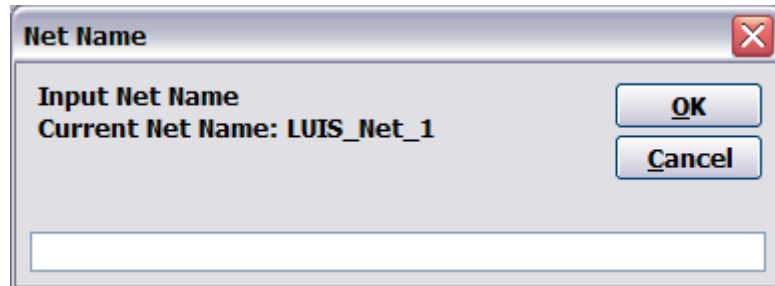 Net Name
Input Net Name
Current Net Name: LUIS_Net_1
OK
Cancel